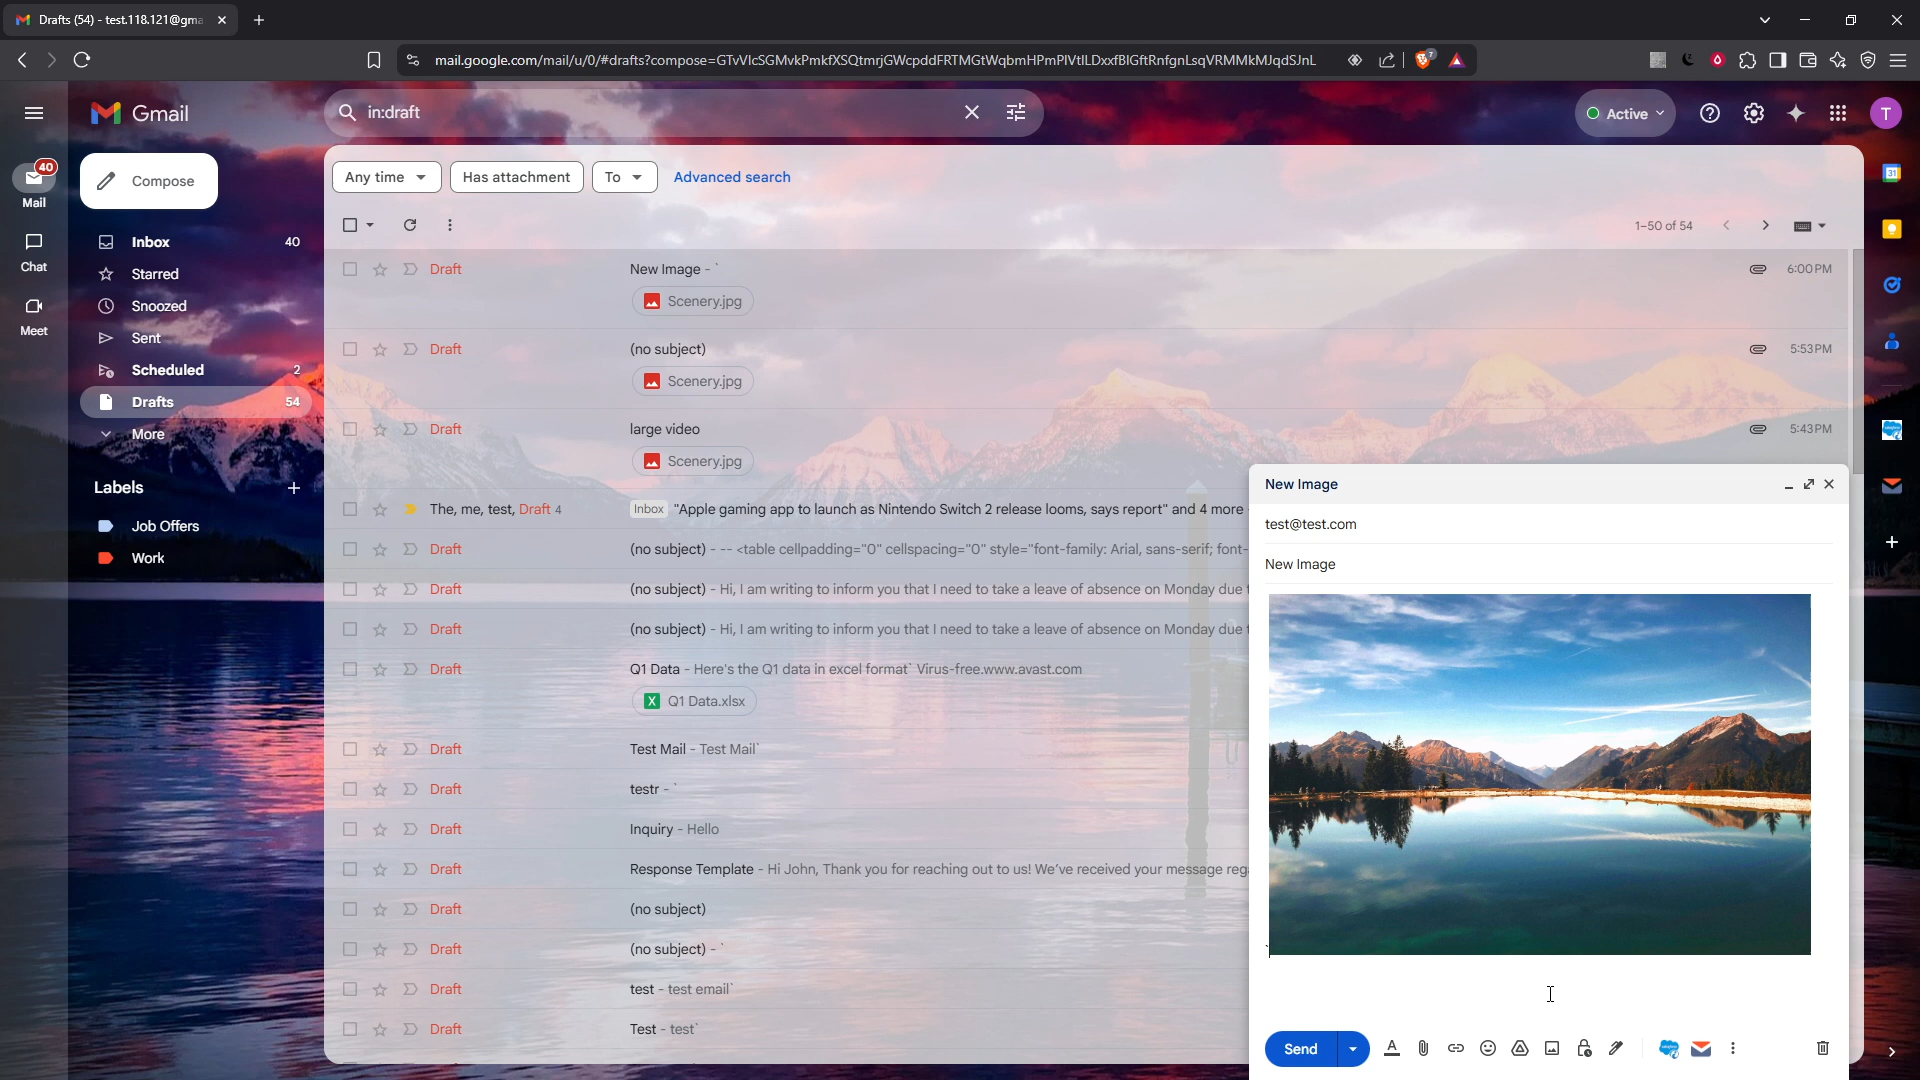 Drafts (54) - test.118.121@gma
mail.google.com/mail/u/0/#drafts?compose=GTvVlcSGMvkPmkfXSQtmrjGWcpddFRTMGtWqbmHPmPlVtlLDxxfBlGftRnfgnLsqVRMMkMJqdSJnL
7
Gmail
in:draft
Active
T
40
Mail
Chat
Meet
Compose
Inbox 40
Starred
Snoozed
Sent
Scheduled 2
Drafts 54
More
Labels
Job Offers
Work
Any time
Has attachment
To
Advanced search
1–50 of 54
Draft New Image - ` 6:00 PM
Scenery.jpg
Draft (no subject) 5:53 PM
Scenery.jpg
Draft large video 5:43 PM
Scenery.jpg
The, me, test, Draft 4 Inbox "Apple gaming app to launch as Nintendo Switch 2 release looms, says report" and 4 more
Draft (no subject) - -- <table cellpadding="0" cellspacing="0" style="font-family: Arial, sans-serif; font-
Draft (no subject) - Hi, I am writing to inform you that I need to take a leave of absence on Monday due
Draft (no subject) - Hi, I am writing to inform you that I need to take a leave of absence on Monday due
Draft Q1 Data - Here's the Q1 data in excel format` Virus-free.www.avast.com
Q1 Data.xlsx
Draft Test Mail - Test Mail`
Draft testr - `
Draft Inquiry - Hello
Draft Response Template - Hi John, Thank you for reaching out to us! We've received your message reg
Draft (no subject)
Draft (no subject) - `
Draft test - test email`
Draft Test - test`
New Image
test@test.com
New Image
`
Send
31